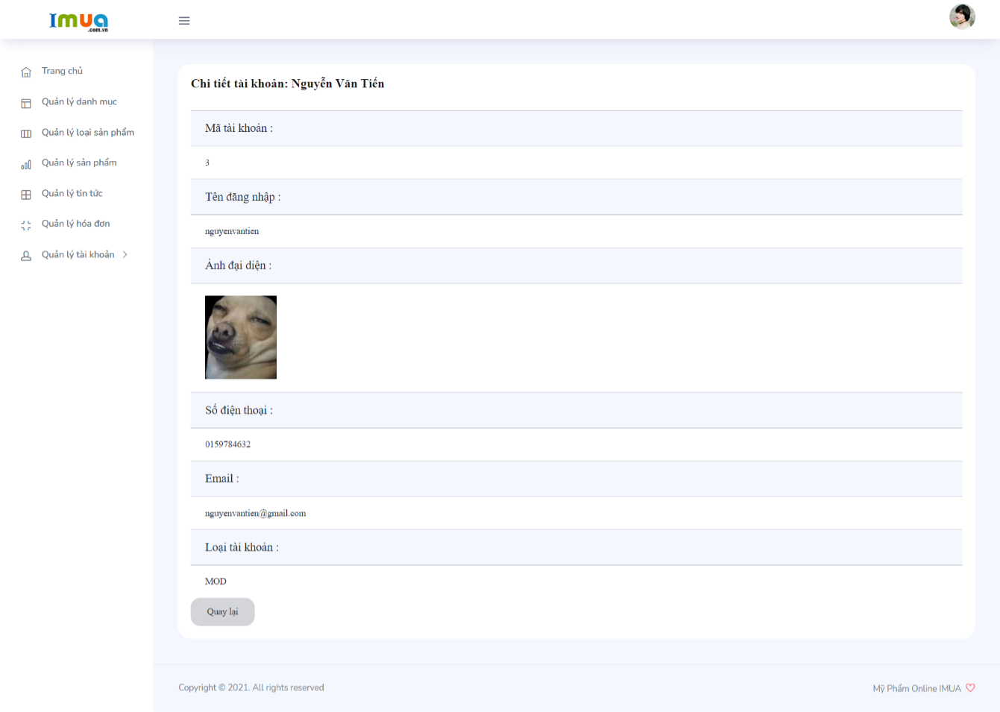 Imua
.com.vn
Trang chủ
Quản lý danh mục
Quản lý loại sản phẩm
Quản lý sản phẩm
Quản lý tin tức
Quản lý hóa đơn
Quản lý tài khoản
Chi tiết tài khoản: Nguyễn Văn Tiến
Mã tài khoản :
3
Tên đăng nhập :
nguyenvantien
Ảnh đại diện :
Số điện thoại :
0159784632
Email :
nguyenvantien@gmail.com
Loại tài khoản :
MOD
Quay lại
Copyright © 2021. All rights reserved
Mỹ Phẩm Online IMUA